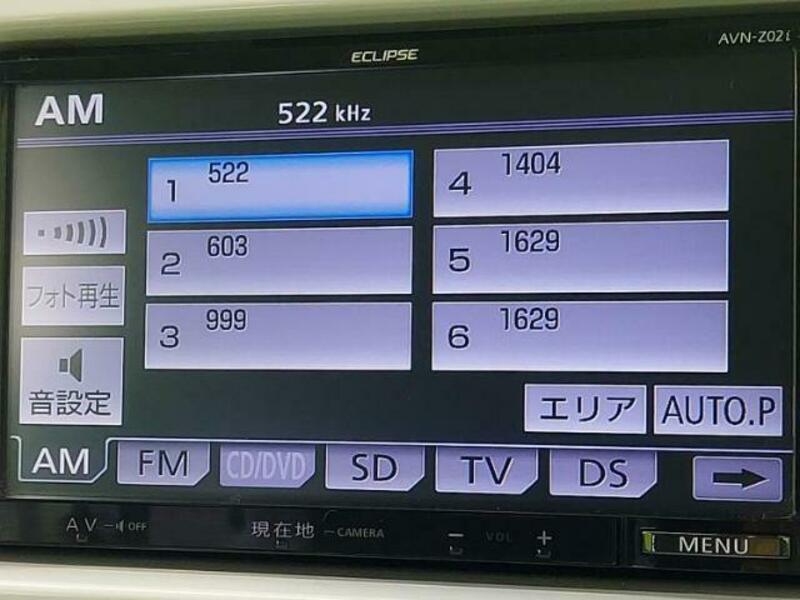 ECLIPSE
AVN-Z02i
AM
522 kHz
1 522
4 1404
2 603
5 1629
フォト再生
3 999
6 1629
音設定
エリア
AUTO.P
AM
FM
CD/DVD
SD
TV
DS
AV
OFF
現在地
CAMERA
− VOL +
MENU